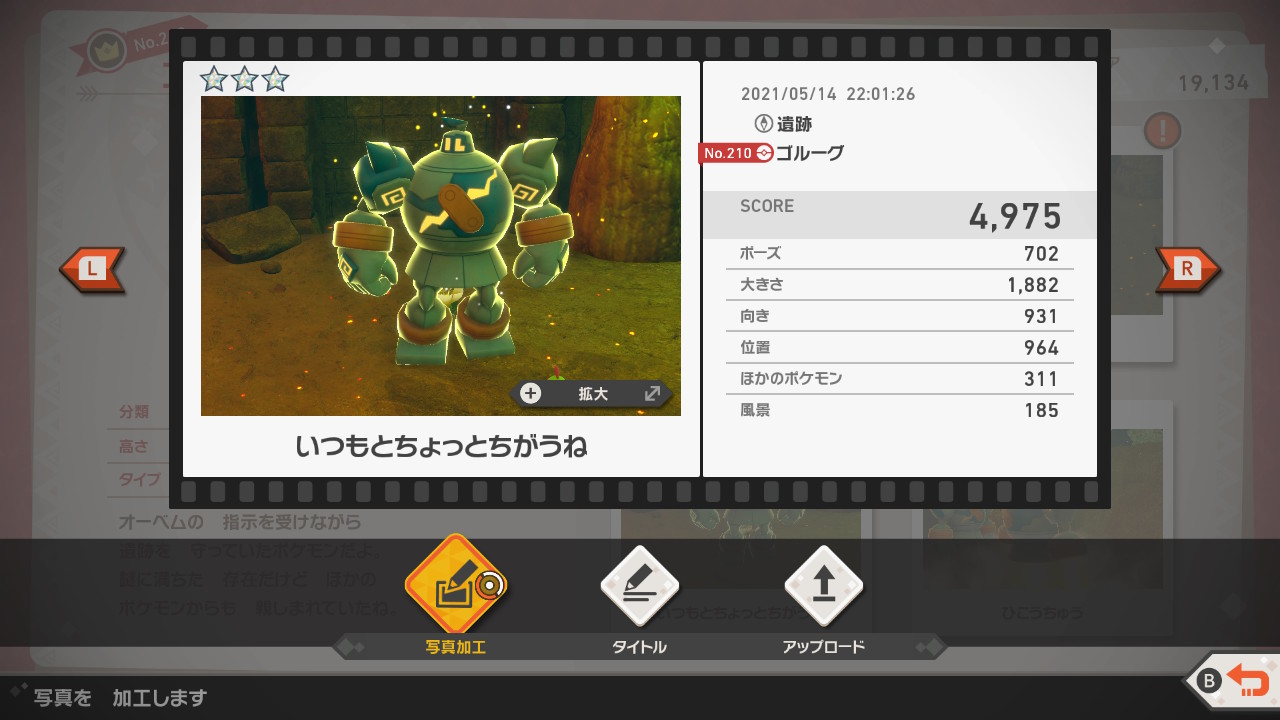 No.2
19,134
2021/05/14 22:01:26
遺跡
No.210 ゴルーグ
SCORE
4,975
ポーズ 702
大きさ 1,882
向き 931
位置 964
ほかのポケモン 311
風景 185
+ 拡大
いつもとちょっとちがうね
L
R
分類
高さ
タイプ
オーベムの 指示を受けながら
遺跡を 守っていたポケモンだよ。
謎に満ちた 存在だけど ほかの
ポケモンからも 親しまれていたね。
いつもとちょっとちが
ひこうちゅう
写真加工
タイトル
アップロード
写真を 加工します
B